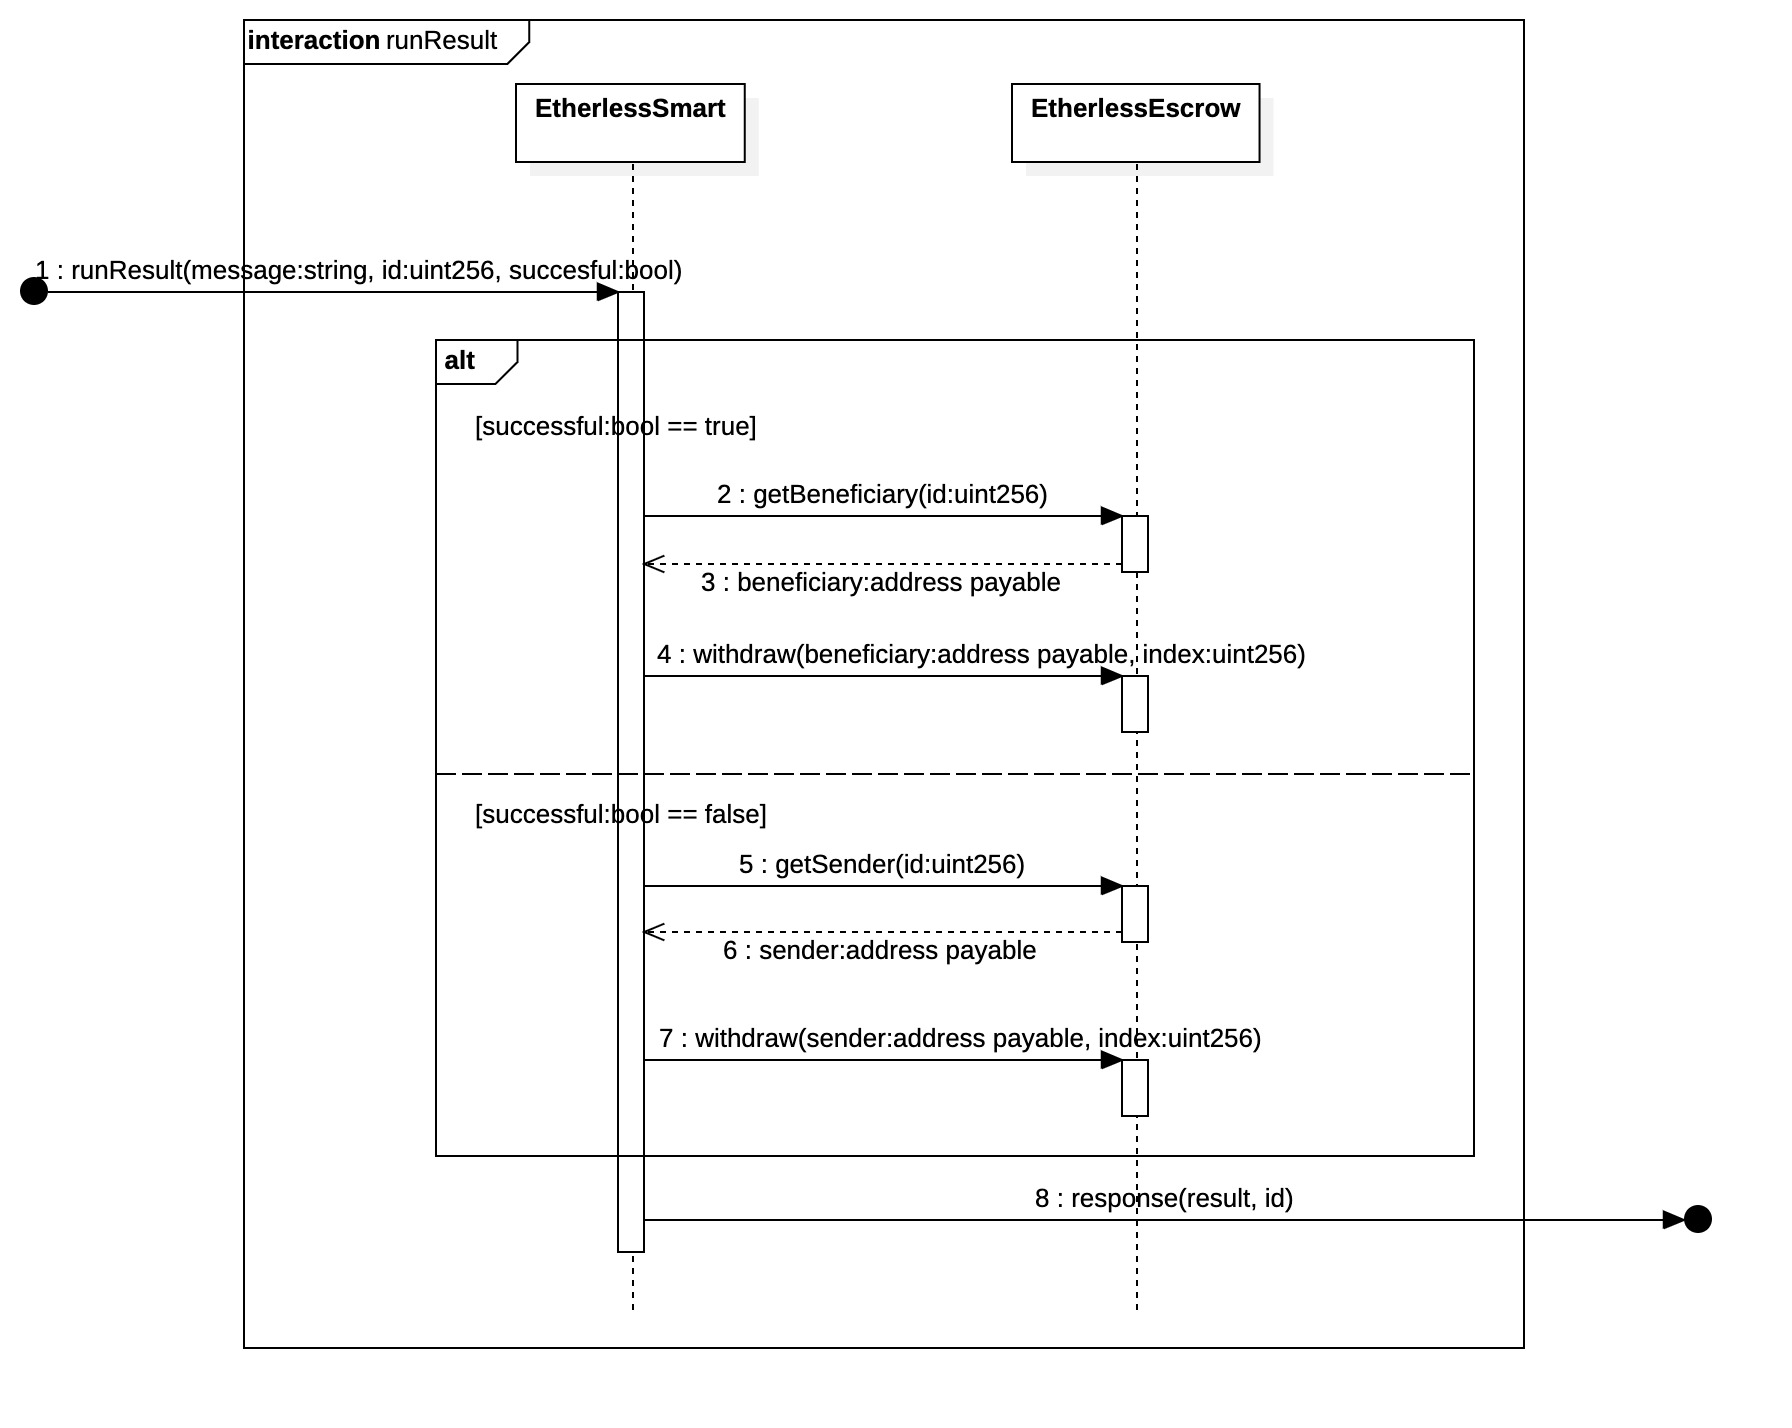 interaction runResult
EtherlessSmart
EtherlessEscrow
1 : runResult(message:string, id:uint256, succesful:bool)
alt
[successful:bool == true]
2 : getBeneficiary(id:uint256)
3 : beneficiary:address payable
4 : withdraw(beneficiary:address payable, index:uint256)
[successful:bool == false]
5 : getSender(id:uint256)
6 : sender:address payable
7 : withdraw(sender:address payable, index:uint256)
8 : response(result, id)